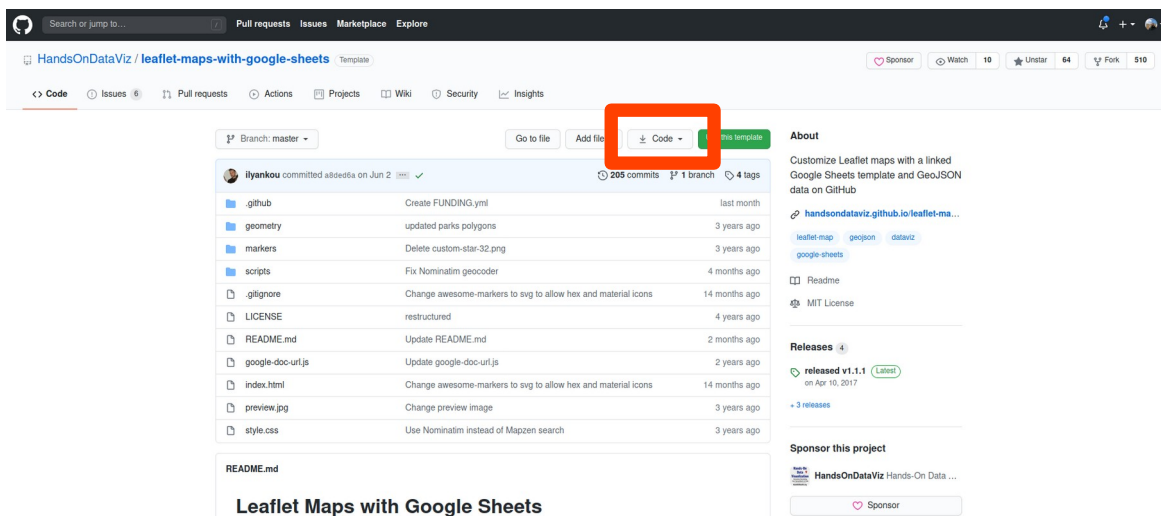 Search or jump to... / Pull requests Issues Marketplace Explore
HandsOnDataViz / leaflet-maps-with-google-sheets Template
Sponsor Watch 10 Unstar 64 Fork 510
<> Code Issues 6 Pull requests Actions Projects Wiki Security Insights
Branch: master Go to file Add file Code this template
ilyankou committed a8ded6a on Jun 2 ... 205 commits 1 branch 4 tags
.github Create FUNDING.yml last month
geometry updated parks polygons 3 years ago
markers Delete custom-star-32.png 3 years ago
scripts Fix Nominatim geocoder 4 months ago
.gitignore Change awesome-markers to svg to allow hex and material icons 14 months ago
LICENSE restructured 4 years ago
README.md Update README.md 2 months ago
google-doc-url.js Update google-doc-url.js 2 years ago
index.html Change awesome-markers to svg to allow hex and material icons 14 months ago
preview.jpg Change preview image 3 years ago
style.css Use Nominatim instead of Mapzen search 3 years ago
README.md
Leaflet Maps with Google Sheets
About
Customize Leaflet maps with a linked
Google Sheets template and GeoJSON
data on GitHub
handsondataviz.github.io/leaflet-ma...
leaflet-map geojson dataviz
google-sheets
Readme
MIT License
Releases 4
released v1.1.1 Latest
on Apr 10, 2017
+ 3 releases
Sponsor this project
HandsOnDataViz Hands-On Data ...
Sponsor